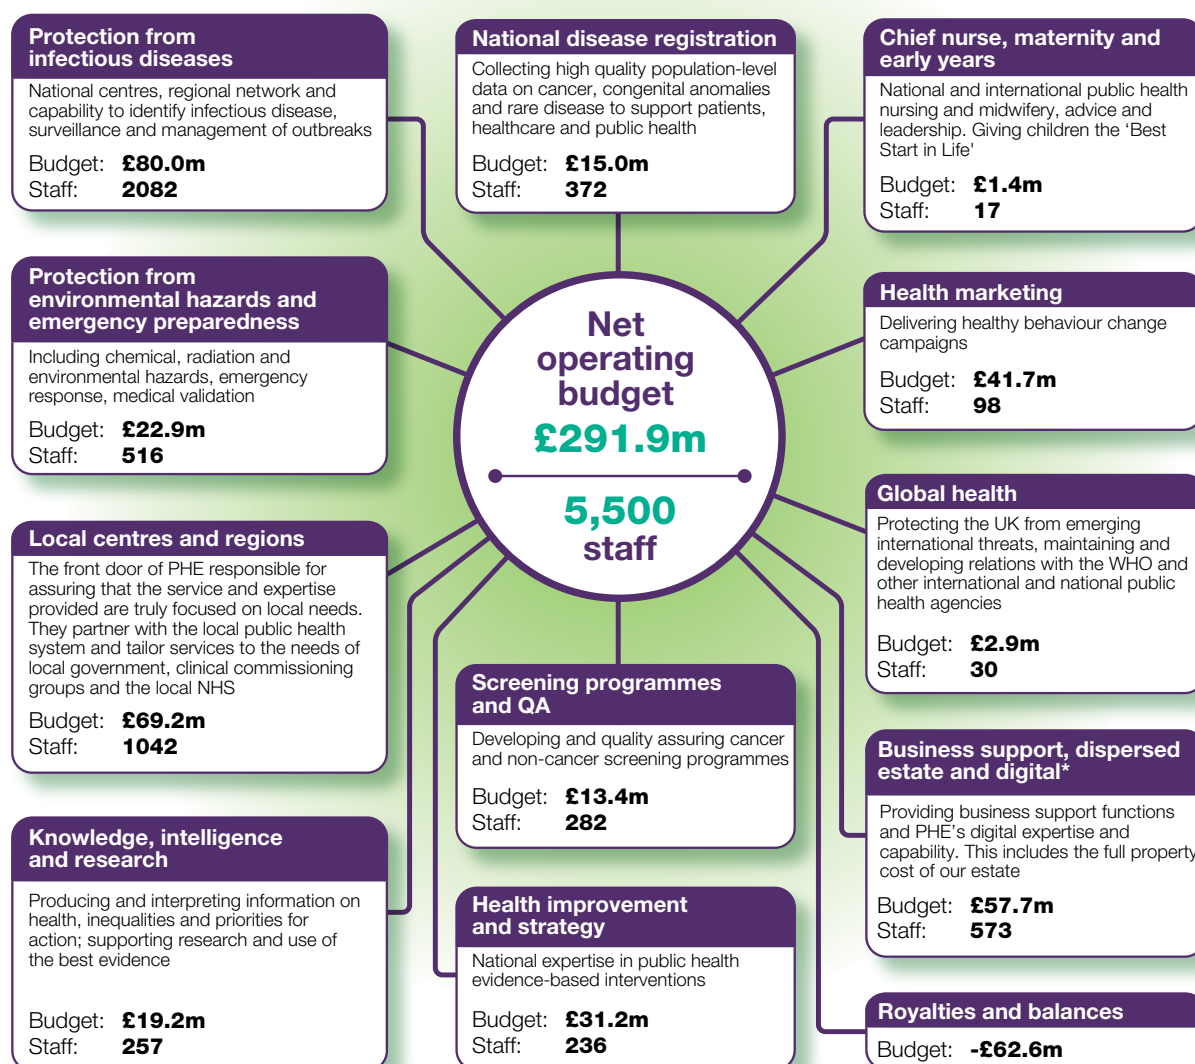 Protection from
infectious diseases
National centres, regional network and
capability to identify infectious disease,
surveillance and management of outbreaks
Budget: £80.0m
Staff: 2082
National disease registration
Collecting high quality population-level
data on cancer, congenital anomalies
and rare disease to support patients,
healthcare and public health
Budget: £15.0m
Staff: 372
Chief nurse, maternity and
early years
National and international public health
nursing and midwifery, advice and
leadership. Giving children the ‘Best
Start in Life'
Budget: £1.4m
Staff: 17
Protection from
environmental hazards and
emergency preparedness
Including chemical, radiation and
environmental hazards, emergency
response, medical validation
Budget: £22.9m
Staff: 516
Net
operating
budget
£291.9m
5,500
staff
Health marketing
Delivering healthy behaviour change
campaigns
Budget: £41.7m
Staff: 98
Local centres and regions
The front door of PHE responsible for
assuring that the service and expertise
provided are truly focused on local needs.
They partner with the local public health
system and tailor services to the needs of
local government, clinical commissioning
groups and the local NHS
Budget: £69.2m
Staff: 1042
Global health
Protecting the UK from emerging
international threats, maintaining and
developing relations with the WHO and
other international and national public
health agencies
Budget: £2.9m
Staff: 30
Screening programmes
and QA
Developing and quality assuring cancer
and non-cancer screening programmes
Budget: £13.4m
Staff: 282
Business support, dispersed
estate and digital*
Providing business support functions
and PHE’s digital expertise and
capability. This includes the full property
cost of our estate
Budget: £57.7m
Staff: 573
Knowledge, intelligence
and research
Producing and interpreting information on
health, inequalities and priorities for
action; supporting research and use of
the best evidence
Budget: £19.2m
Staff: 257
Health improvement
and strategy
National expertise in public health
evidence-based interventions
Budget: £31.2m
Staff: 236
Royalties and balances
Budget: -£62.6m